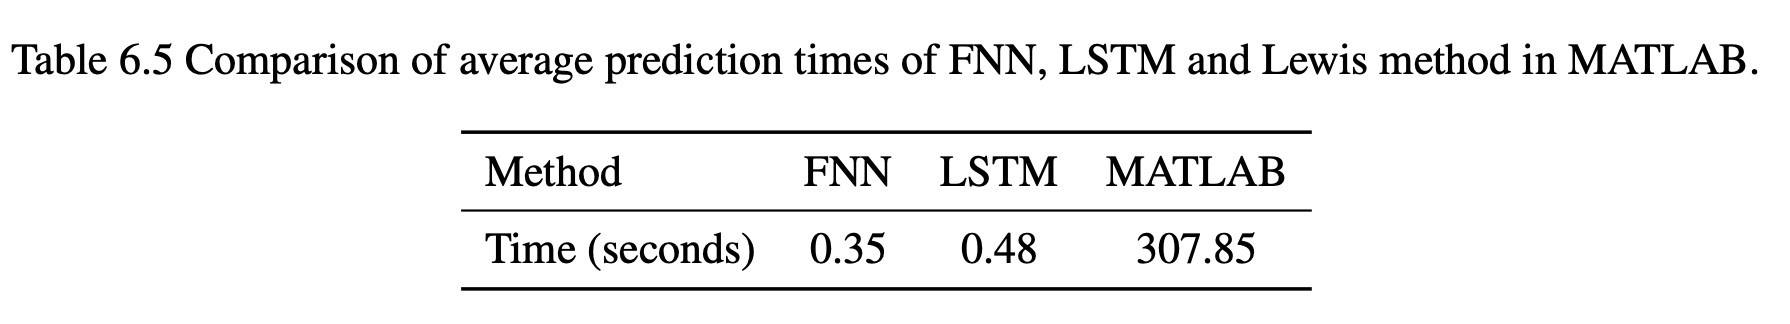 Table 6.5 Comparison of average prediction times of FNN, LSTM and Lewis method in MATLAB.
Method FNN LSTM MATLAB
Time (seconds) 0.35 0.48 307.85